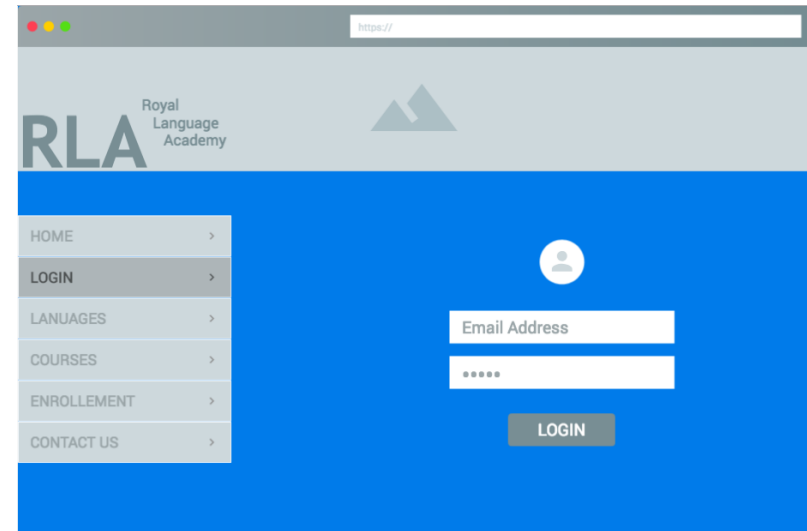 https://
RLA
Royal
Language
Academy
HOME
LOGIN
LANUAGES
COURSES
ENROLLEMENT
CONTACT US
Email Address
•••••
LOGIN